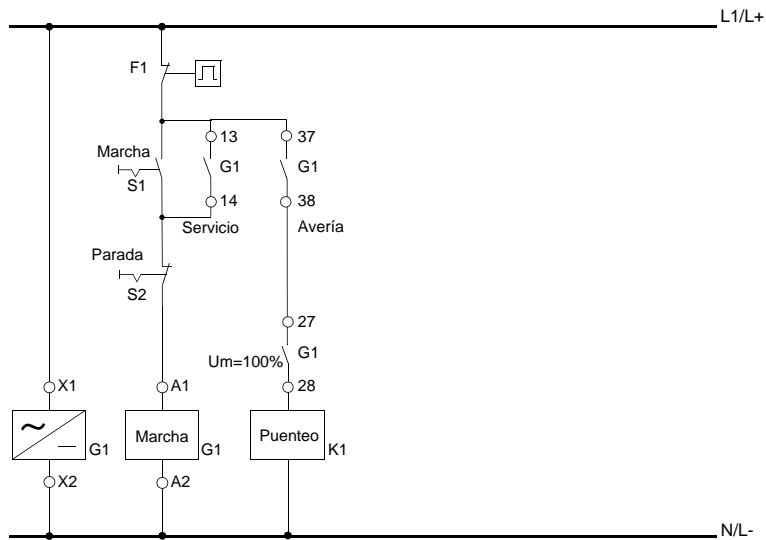 L1/L+
F1
13
37
Marcha
G1
G1
S1
14
38
Servicio
Avería
Parada
S2
27
G1
Um=100%
X1
A1
28
Marcha
Puenteo
G1
G1
K1
X2
A2
N/L-